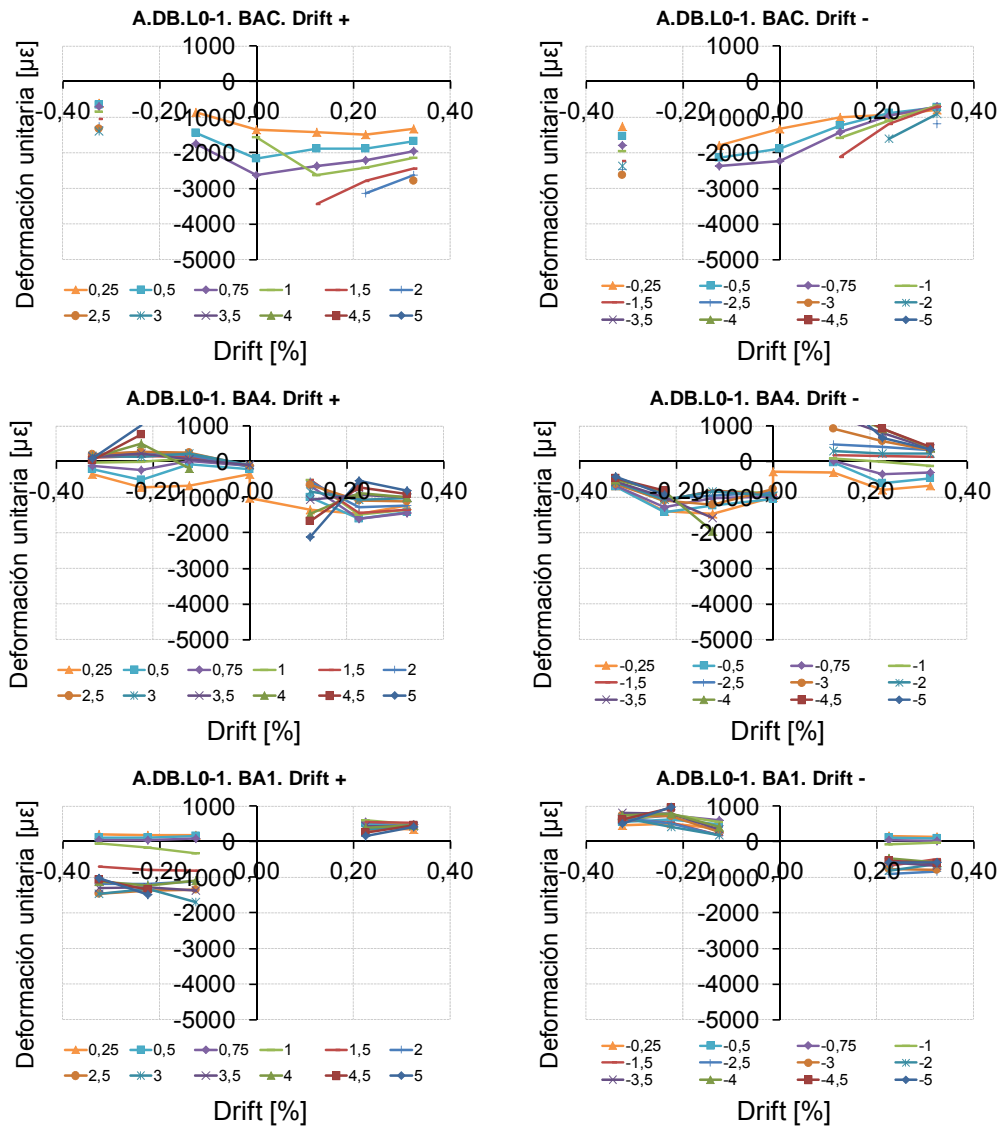 A.DB.L0-1. BAC. Drift +
Deformación unitaria [µε]
1000
0
-0,40 -0,20 0,00 0,20 0,40
-1000
-2000
-3000
-4000
-5000
0,25 0,5 0,75 1 1,5 2
2,5 3 3,5 4 4,5 5
Drift [%]
A.DB.L0-1. BAC. Drift -
Deformación unitaria [µε]
1000
0
-0,40 -0,20 0,00 0,20 0,40
-1000
-2000
-3000
-4000
-5000
-0,25 -0,5 -0,75 -1
-1,5 -2,5 -3 -2
-3,5 -4 -4,5 -5
Drift [%]
A.DB.L0-1. BA4. Drift +
Deformación unitaria [µε]
1000
0
-0,40 -0,20 0,00 0,20 0,40
-1000
-2000
-3000
-4000
-5000
0,25 0,5 0,75 1 1,5 2
2,5 3 3,5 4 4,5 5
Drift [%]
A.DB.L0-1. BA4. Drift -
Deformación unitaria [µε]
1000
0
-0,40 -0,20 0,00 0,20 0,40
-1000
-2000
-3000
-4000
-5000
-0,25 -0,5 -0,75 -1
-1,5 -2,5 -3 -2
-3,5 -4 -4,5 -5
Drift [%]
A.DB.L0-1. BA1. Drift +
Deformación unitaria [µε]
1000
0
-0,40 -0,20 0,00 0,20 0,40
-1000
-2000
-3000
-4000
-5000
0,25 0,5 0,75 1 1,5 2
2,5 3 3,5 4 4,5 5
Drift [%]
A.DB.L0-1. BA1. Drift -
Deformación unitaria [µε]
1000
0
-0,40 -0,20 0,00 0,20 0,40
-1000
-2000
-3000
-4000
-5000
-0,25 -0,5 -0,75 -1
-1,5 -2,5 -3 -2
-3,5 -4 -4,5 -5
Drift [%]